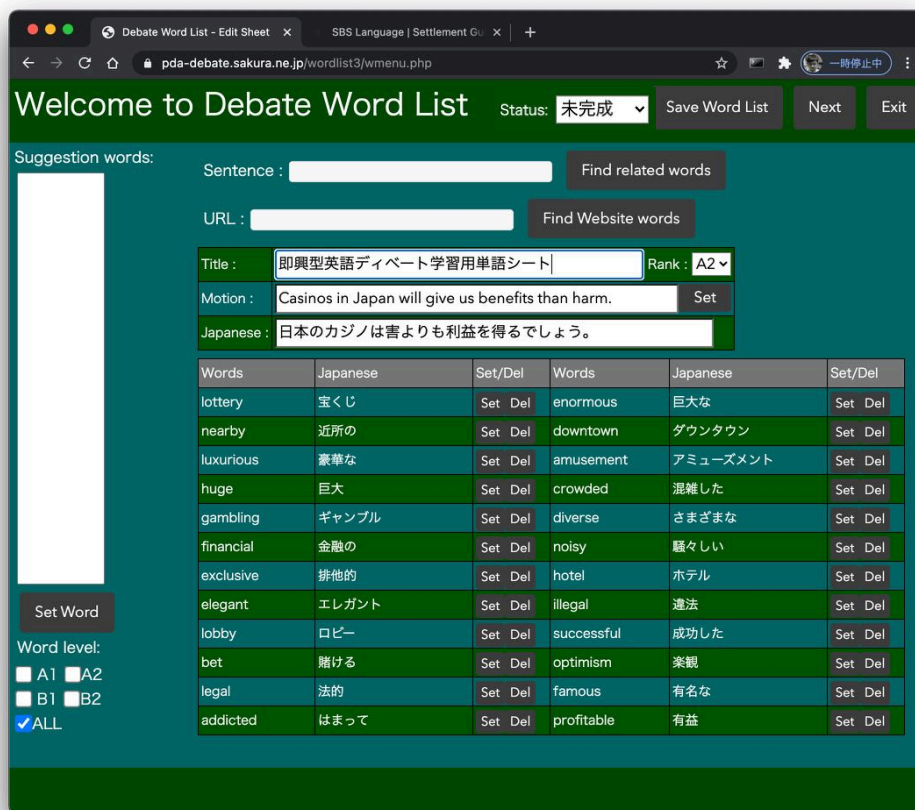 Debate Word List - Edit Sheet
SBS Language | Settlement Gu
pda-debate.sakura.ne.jp/wordlist3/wmenu.php
一時停止中
Welcome to Debate Word List
Status: 未完成 Save Word List Next Exit
Suggestion words:
Sentence : Find related words
URL : Find Website words
Title : 即興型英語ディベート学習用単語シート Rank : A2
Motion : Casinos in Japan will give us benefits than harm. Set
Japanese : 日本のカジノは害よりも利益を得るでしょう。
Words Japanese Set/Del Words Japanese Set/Del
lottery 宝くじ Set Del enormous 巨大な Set Del
nearby 近所の Set Del downtown ダウンタウン Set Del
luxurious 豪華な Set Del amusement アミューズメント Set Del
huge 巨大 Set Del crowded 混雑した Set Del
gambling ギャンブル Set Del diverse さまざまな Set Del
financial 金融の Set Del noisy 騒々しい Set Del
exclusive 排他的 Set Del hotel ホテル Set Del
elegant エレガント Set Del illegal 違法 Set Del
lobby ロビー Set Del successful 成功した Set Del
bet 賭ける Set Del optimism 楽観 Set Del
legal 法的 Set Del famous 有名な Set Del
addicted はまって Set Del profitable 有益 Set Del
Set Word
Word level:
A1 A2
B1 B2
ALL